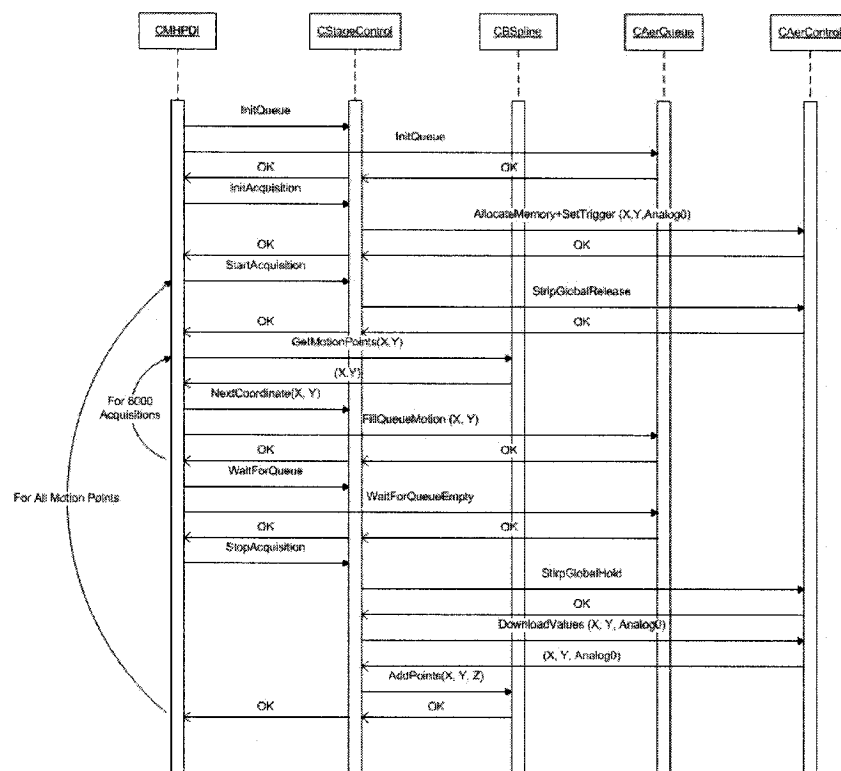 CMHPDI CStageControl CBSpline CAerQueue CAerControl
InitQueue
InitQueue
OK OK
InitAcquisition
AllocateMemory+SetTrigger (X,Y,Analog0)
OK OK
StartAcquisition
StripGlobalRelease
OK OK
GetMotionPoints(X,Y)
(X,Y)
For 8000
Acquisitions
NextCoordinate(X, Y)
FillQueueMotion (X, Y)
OK OK
WaitForQueue
For All Motion Points
WaitForQueueEmpty
OK OK
StopAcquisition
StirpGlobalHold
OK
DownloadValues (X, Y, Analog0)
(X, Y, Analog0)
AddPoints(X, Y, Z)
OK OK